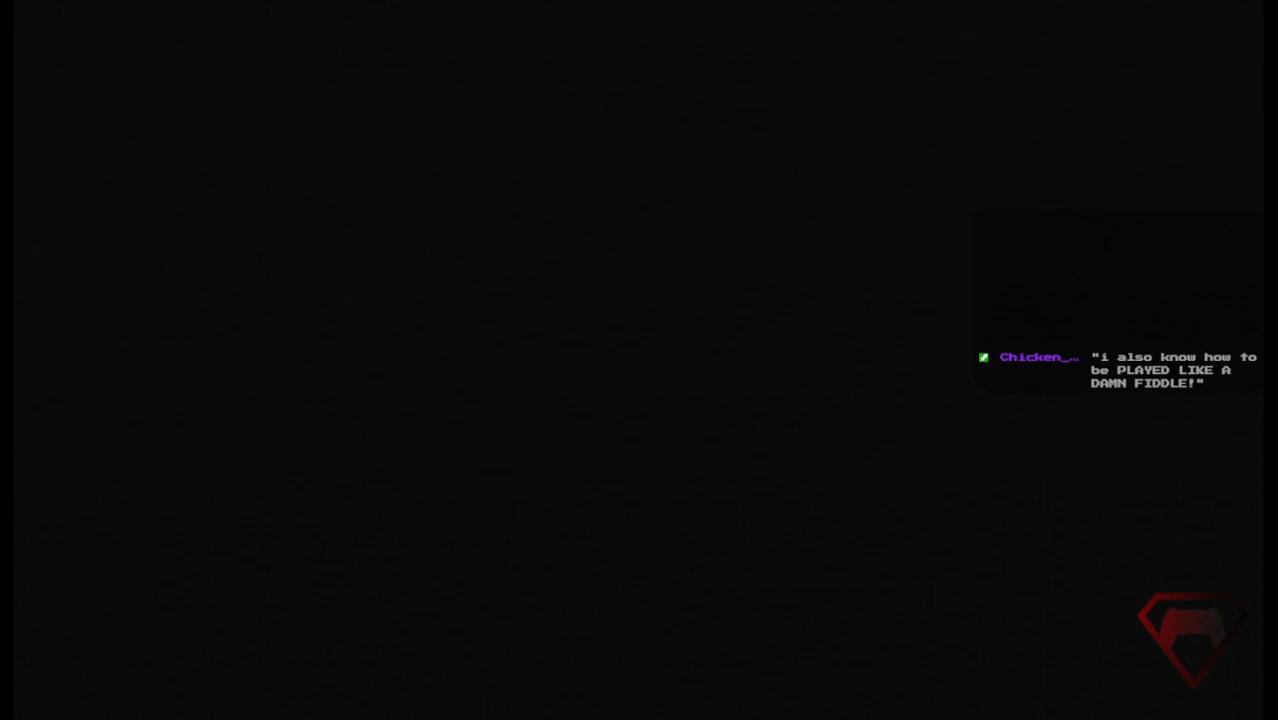 Chicken_… "i also know how to
be PLAYED LIKE A
DAMN FIDDLE!"